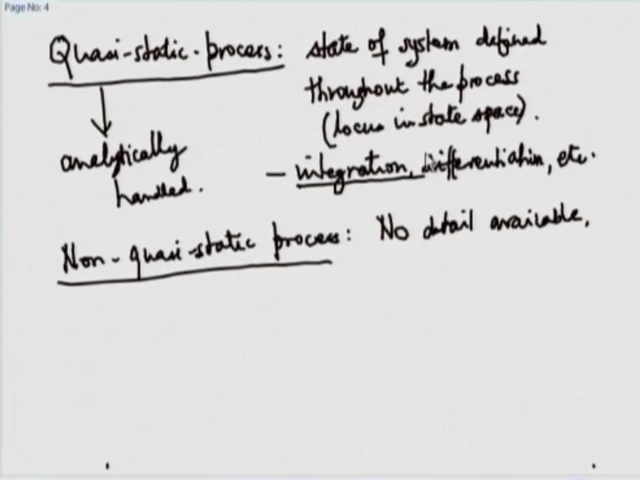 Page No: 4
Quasi-static-process: state of system defined
throughout the process
(locus in state space).
analytically
handled.
- integration, differentiation, etc.
Non-quasi-static process: No detail available,